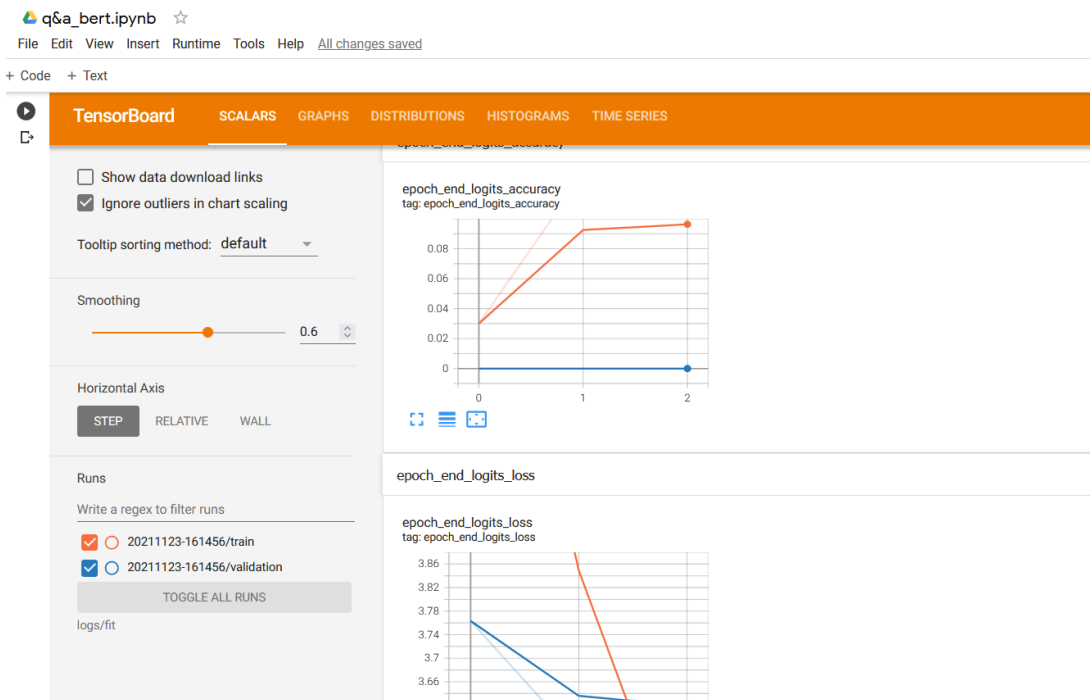 q&a_bert.ipynb
File Edit View Insert Runtime Tools Help All changes saved
+ Code + Text
TensorBoard SCALARS GRAPHS DISTRIBUTIONS HISTOGRAMS TIME SERIES
epoch_end_logits_accuracy
Show data download links
Ignore outliers in chart scaling
Tooltip sorting method: default
Smoothing
0.6
Horizontal Axis
STEP RELATIVE WALL
Runs
Write a regex to filter runs
20211123-161456/train
20211123-161456/validation
TOGGLE ALL RUNS
logs/fit
epoch_end_logits_accuracy
tag: epoch_end_logits_accuracy
0.08
0.06
0.04
0.02
0
0 1 2
epoch_end_logits_loss
epoch_end_logits_loss
tag: epoch_end_logits_loss
3.86
3.82
3.78
3.74
3.7
3.66